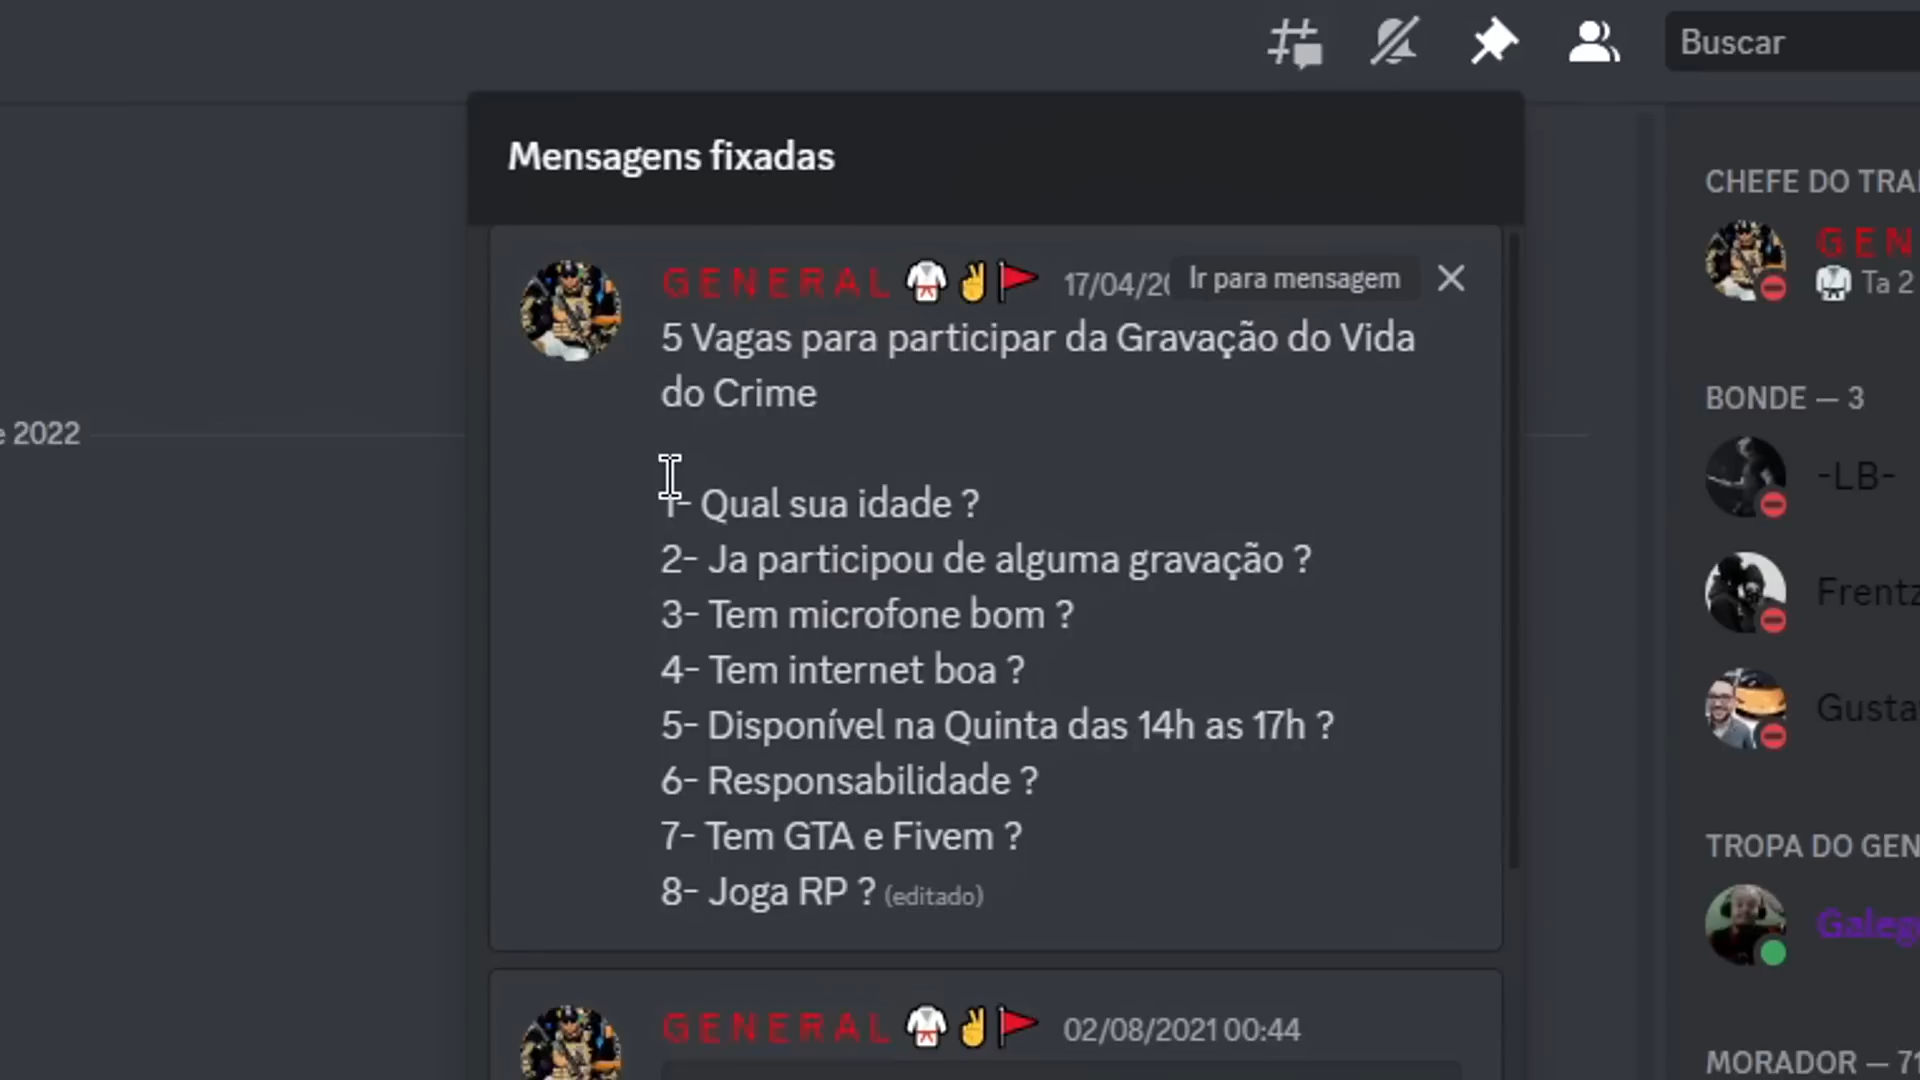 Buscar
Mensagens fixadas
GENERAL 17/04/20 Ir para mensagem
5 Vagas para participar da Gravação do Vida
do Crime
1- Qual sua idade ?
2- Ja participou de alguma gravação ?
3- Tem microfone bom ?
4- Tem internet boa ?
5- Disponível na Quinta das 14h as 17h ?
6- Responsabilidade ?
7- Tem GTA e Fivem ?
8- Joga RP ? (editado)
GENERAL 02/08/2021 00:44
e 2022
CHEFE DO TRA
GEN
Ta 2
BONDE — 3
-LB-
Frentz
Gusta
TROPA DO GEN
Galeg
MORADOR — 71